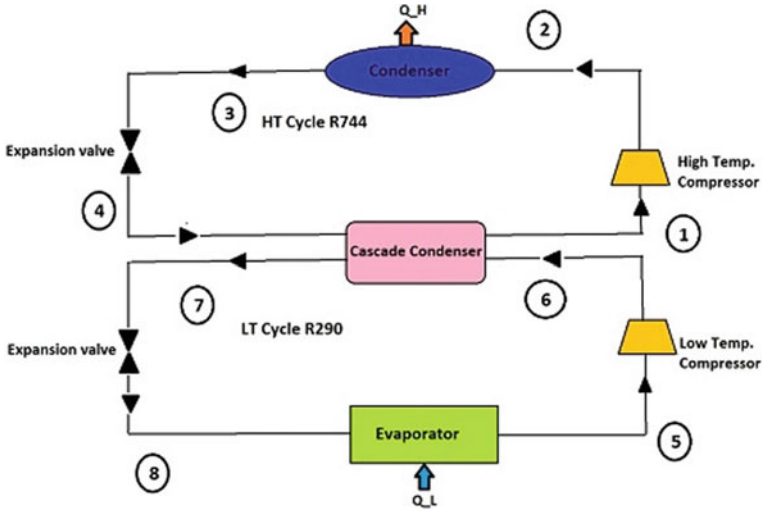 Q_H
2
Condenser
3
HT Cycle R744
Expansion valve
High Temp.
Compressor
4
1
Cascade Condenser
7
6
LT Cycle R290
Expansion valve
Low Temp.
Compressor
Evaporator
5
8
Q_L